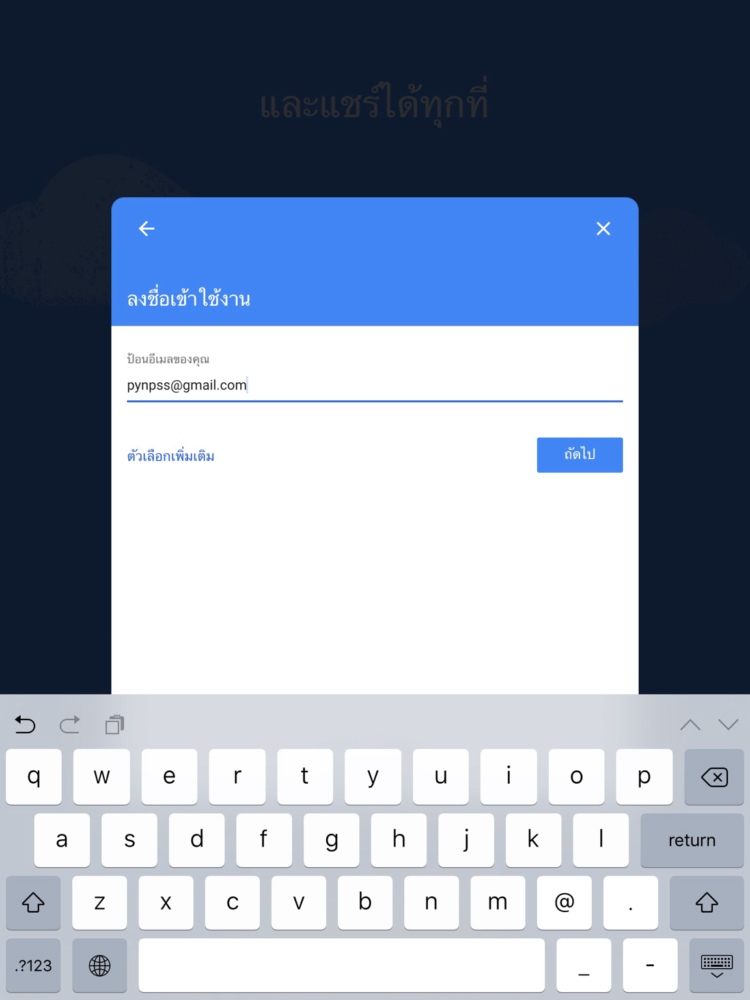 และแชร์ได้ทุกที่
ลงชื่อเข้าใช้งาน
ป้อนอีเมลของคุณ
pynpss@gmail.com
ตัวเลือกเพิ่มเติม
ถัดไป
q w e r t y u i o p
a s d f g h j k l return
z x c v b n m @ .
.?123 _ -